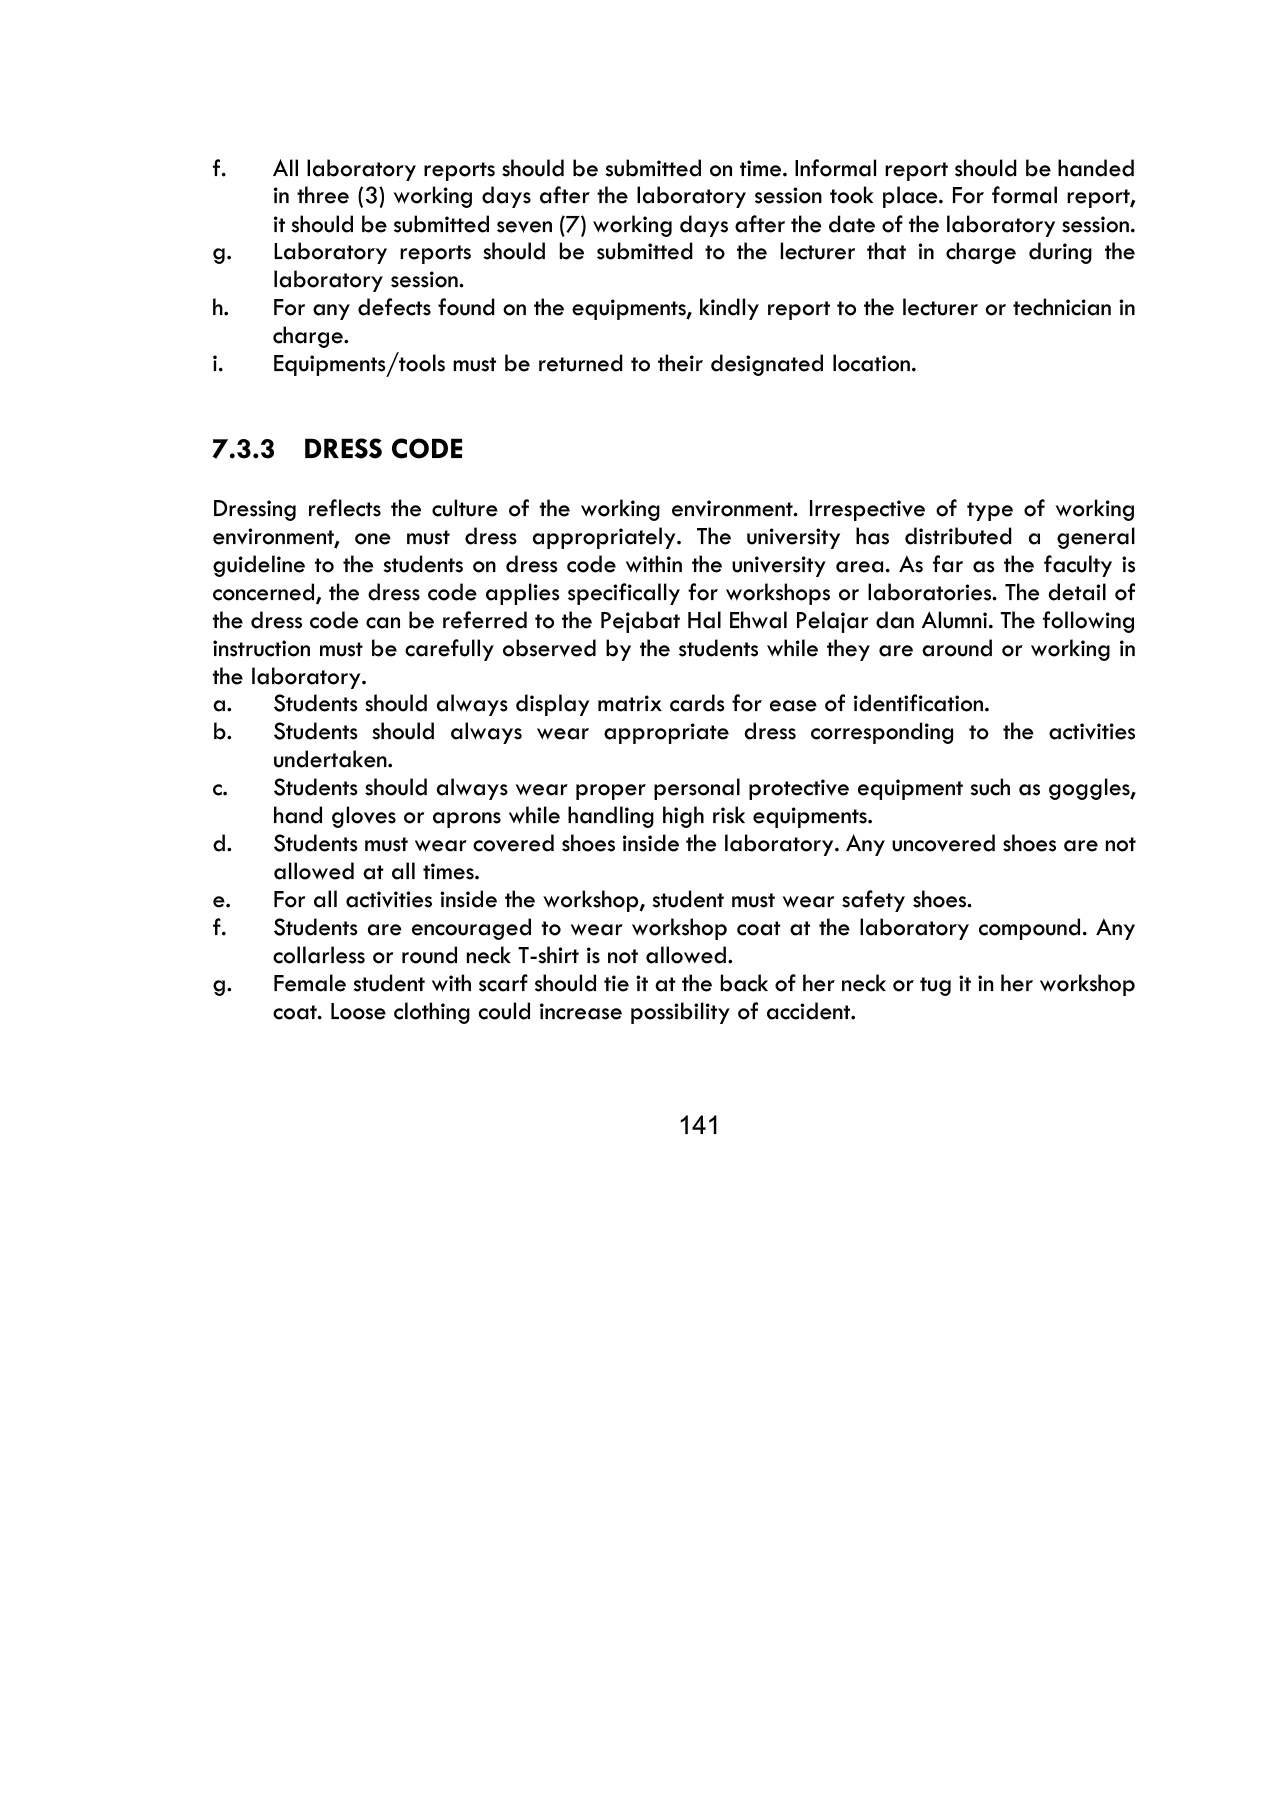 f. All laboratory reports should be submitted on time. Informal report should be handed
in three (3) working days after the laboratory session took place. For formal report,
it should be submitted seven (7) working days after the date of the laboratory session.
g. Laboratory reports should be submitted to the lecturer that in charge during the
laboratory session.
h. For any defects found on the equipments, kindly report to the lecturer or technician in
charge.
i. Equipments/tools must be returned to their designated location.
7.3.3 DRESS CODE
Dressing reflects the culture of the working environment. Irrespective of type of working
environment, one must dress appropriately. The university has distributed a general
guideline to the students on dress code within the university area. As far as the faculty is
concerned, the dress code applies specifically for workshops or laboratories. The detail of
the dress code can be referred to the Pejabat Hal Ehwal Pelajar dan Alumni. The following
instruction must be carefully observed by the students while they are around or working in
the laboratory.
a. Students should always display matrix cards for ease of identification.
b. Students should always wear appropriate dress corresponding to the activities
undertaken.
c. Students should always wear proper personal protective equipment such as goggles,
hand gloves or aprons while handling high risk equipments.
d. Students must wear covered shoes inside the laboratory. Any uncovered shoes are not
allowed at all times.
e. For all activities inside the workshop, student must wear safety shoes.
f. Students are encouraged to wear workshop coat at the laboratory compound. Any
collarless or round neck T-shirt is not allowed.
g. Female student with scarf should tie it at the back of her neck or tug it in her workshop
coat. Loose clothing could increase possibility of accident.
141